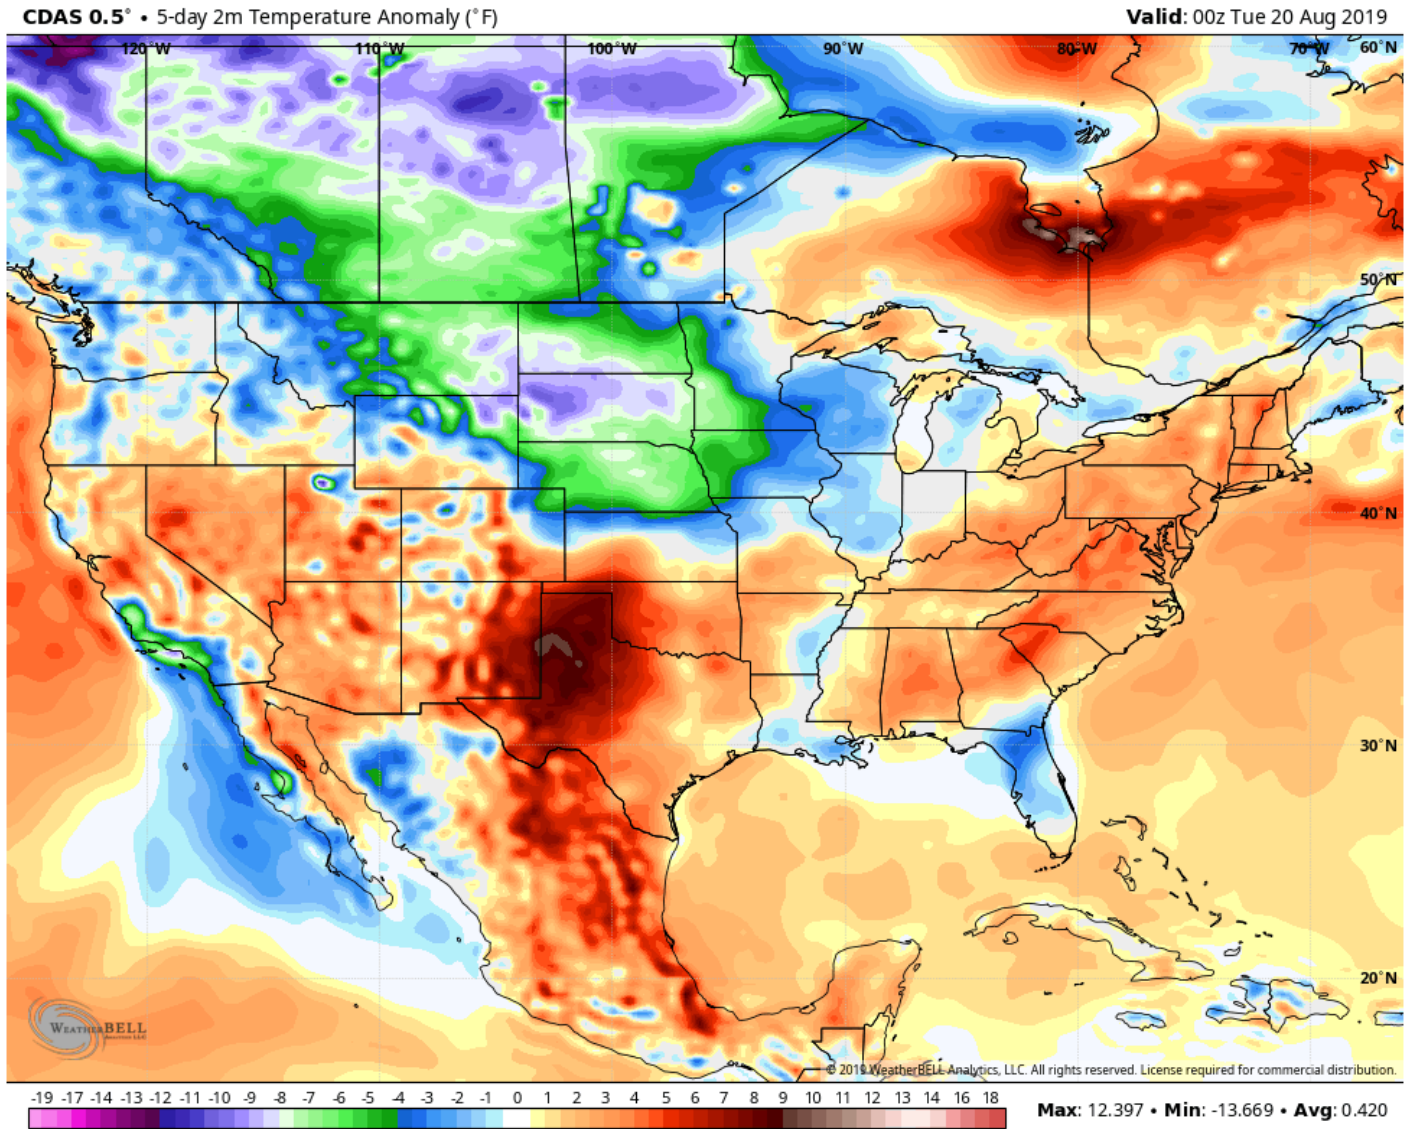 CDAS 0.5° • 5-day 2m Temperature Anomaly (°F)
Valid: 00z Tue 20 Aug 2019
120°W 110°W 100°W 90°W 80°W 70°W 60°N
50°N
40°N
30°N
20°N
WEATHERBELL
ANALYTICS LLC
© 2019 WeatherBELL Analytics, LLC. All rights reserved. License required for commercial distribution.
-19 -17 -14 -13 -12 -11 -10 -9 -8 -7 -6 -5 -4 -3 -2 -1 0 1 2 3 4 5 6 7 8 9 10 11 12 13 14 16 18
Max: 12.397 • Min: -13.669 • Avg: 0.420